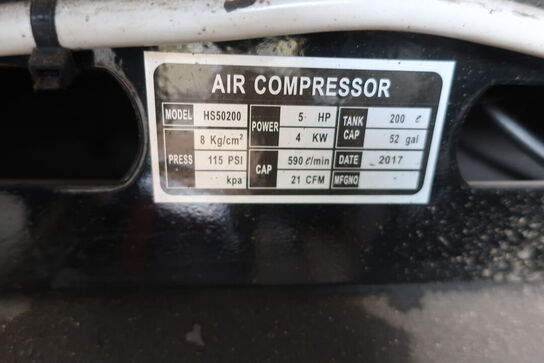 AIR COMPRESSOR
MODEL HS50200 POWER 5 HP TANK CAP 200 ℓ
8 Kg/cm² 4 KW 52 gal
PRESS 115 PSI CAP 590 ℓ/min DATE 2017
kpa 21 CFM MFGNO